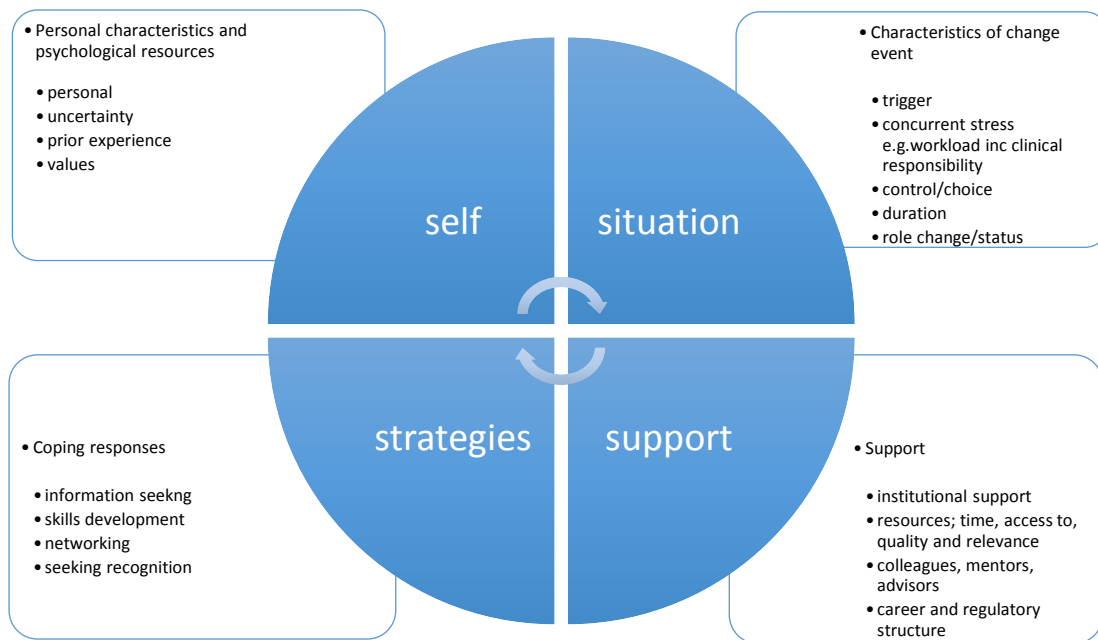 • Personal characteristics and
psychological resources
• personal
• uncertainty
• prior experience
• values
• Characteristics of change
event
• trigger
• concurrent stress
e.g.workload inc clinical
responsibility
• control/choice
• duration
• role change/status
self
situation
strategies
support
• Coping responses
• information seekng
• skills development
• networking
• seeking recognition
• Support
• institutional support
• resources; time, access to,
quality and relevance
• colleagues, mentors,
advisors
• career and regulatory
structure